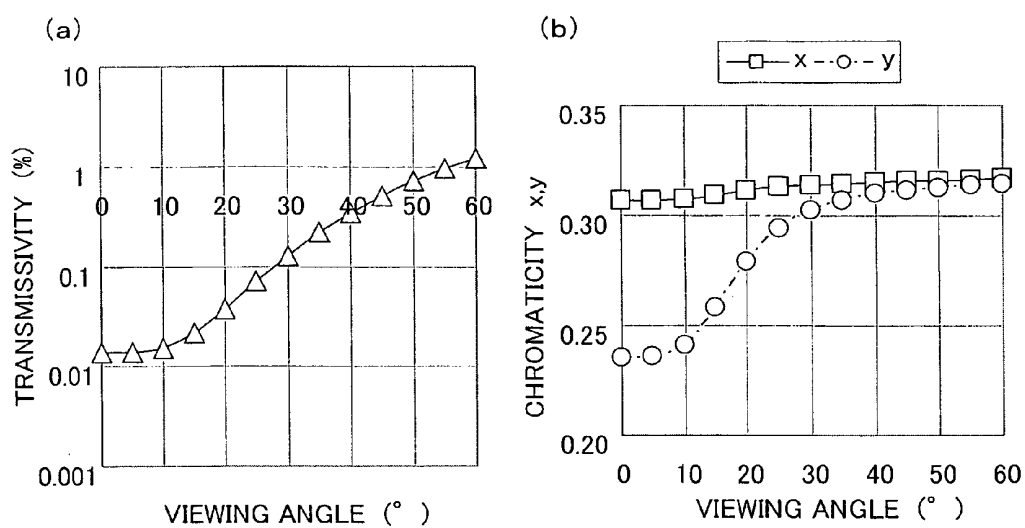 (a)
10
1
0.1
0.01
0.001
0 10 20 30 40 50 60
TRANSMISSIVITY (%)
VIEWING ANGLE (°)
(b)
x y
0.35
0.30
0.25
0.20
0 10 20 30 40 50 60
CHROMATICITY x,y
VIEWING ANGLE (°)